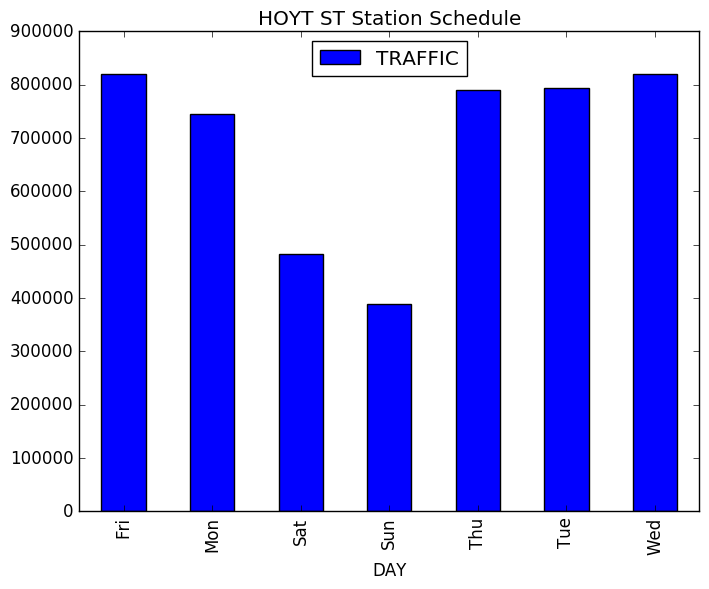 HOYT ST Station Schedule
TRAFFIC
900000
800000
700000
600000
500000
400000
300000
200000
100000
0
Fri
Mon
Sat
Sun
Thu
Tue
Wed
DAY